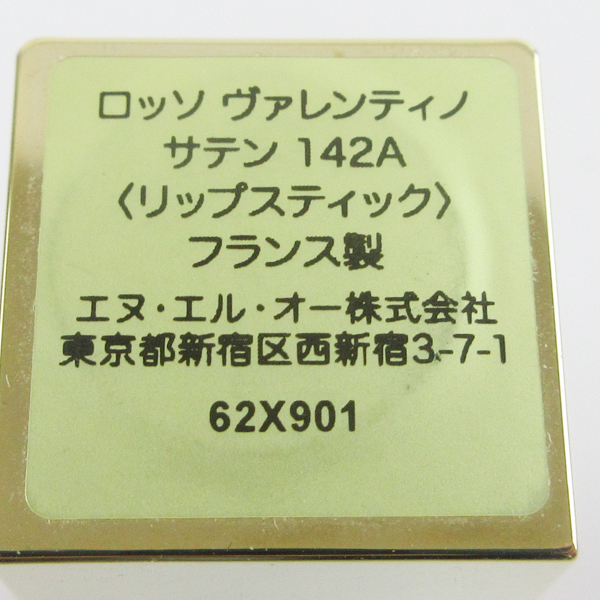 ロッソ ヴァレンティノ
サテン 142A
〈リップスティック〉
フランス製
エヌ・エル・オー株式会社
東京都新宿区西新宿3-7-1
62X901